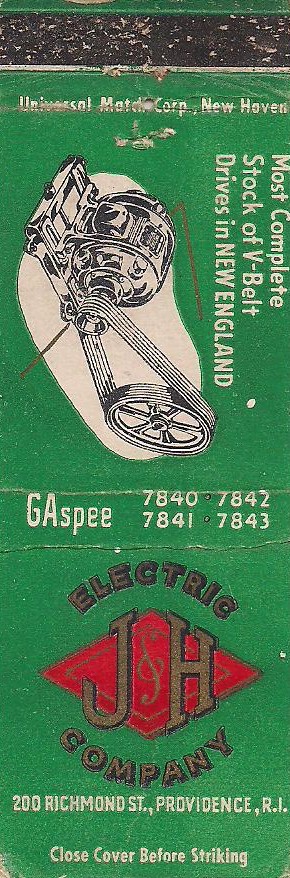 Universal Match Corp., New Haven
Most Complete
Stock of V-Belt
Drives in NEW ENGLAND
GAspee 7840 · 7842
7841 · 7843
ELECTRIC
J & H
COMPANY
200 RICHMOND ST., PROVIDENCE, R.I.
Close Cover Before Striking